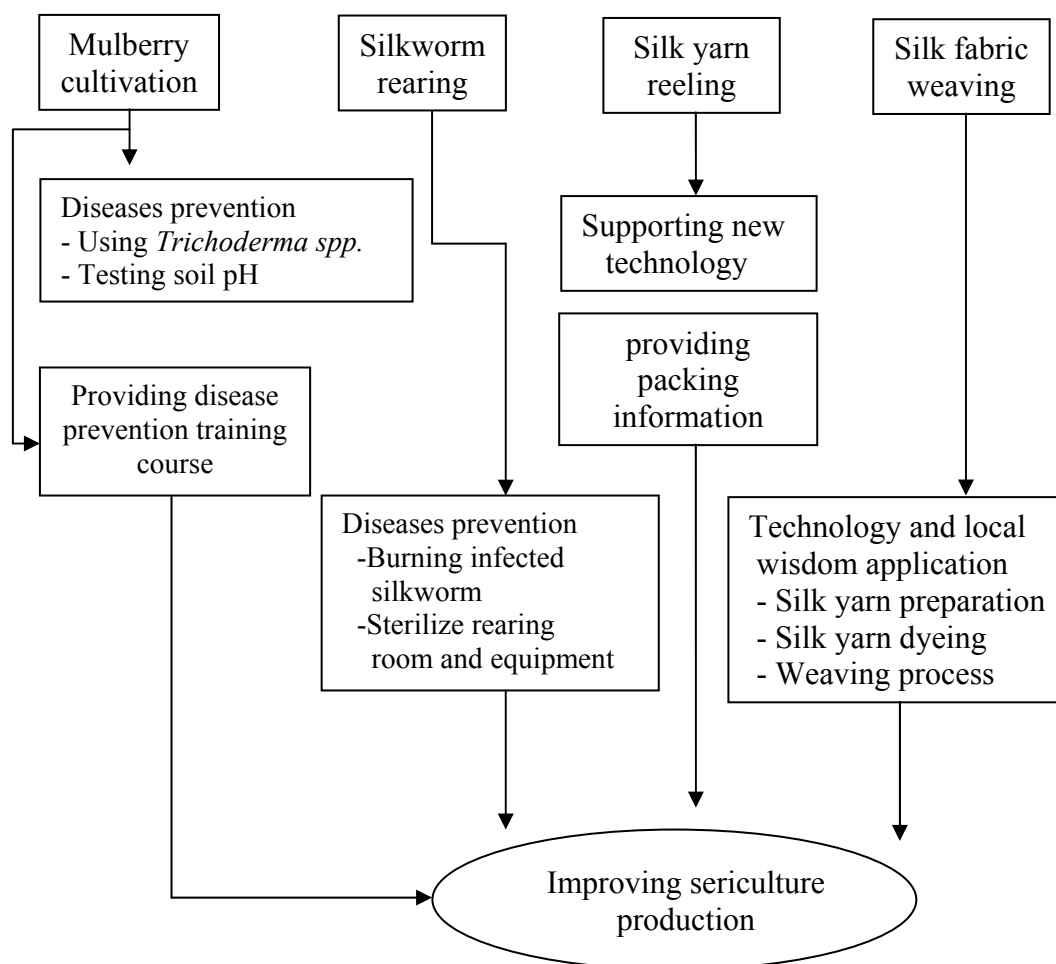 Mulberry
cultivation
Silkworm
rearing
Silk yarn
reeling
Silk fabric
weaving
Diseases prevention
- Using Trichoderma spp.
- Testing soil pH
Supporting new
technology
providing
packing
information
Providing disease
prevention training
course
Diseases prevention
-Burning infected
silkworm
-Sterilize rearing
room and equipment
Technology and local
wisdom application
- Silk yarn preparation
- Silk yarn dyeing
- Weaving process
Improving sericulture
production